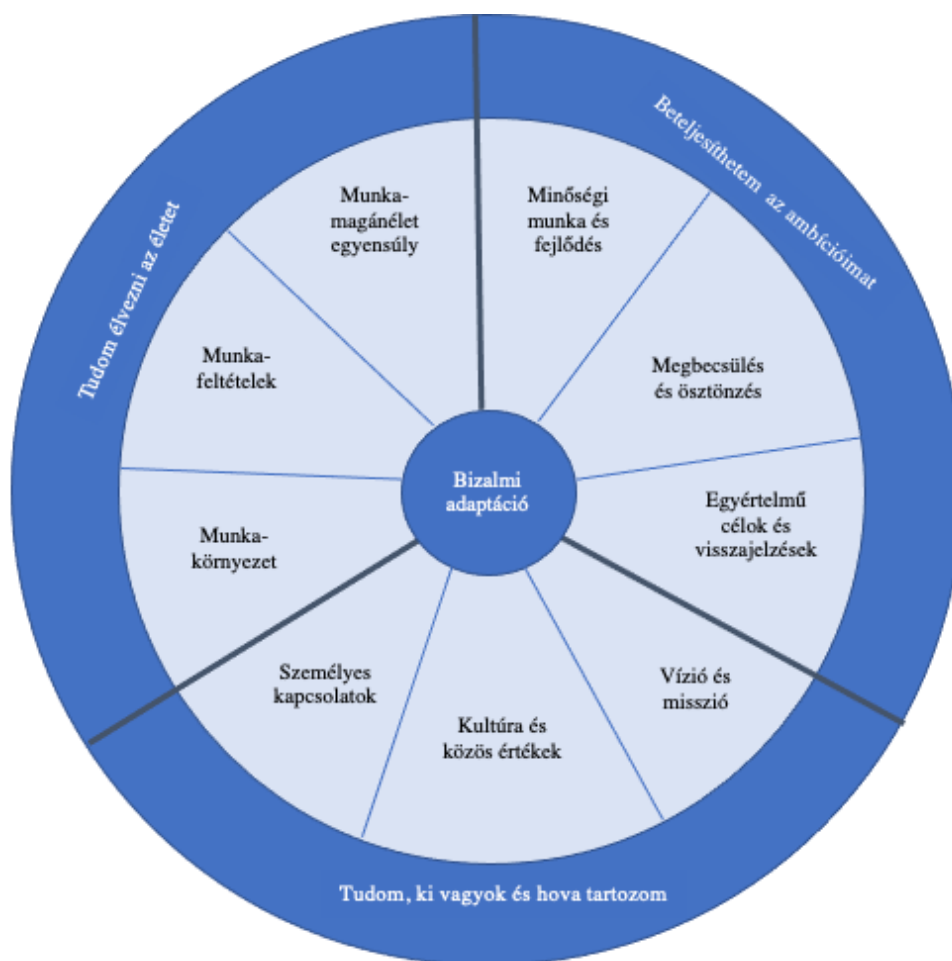 Beteljesíthetem az ambícióimat
Tudom élvezni az életet
Munka-
magánélet
egyensúly
Minőségi
munka és
fejlődés
Munka-
feltételek
Megbecsülés
és ösztönzés
Bizalmi
adaptáció
Egyértelmű
célok és
visszajelzések
Munka-
környezet
Személyes
kapcsolatok
Vízió és
misszió
Kultúra és
közös értékek
Tudom, ki vagyok és hova tartozom